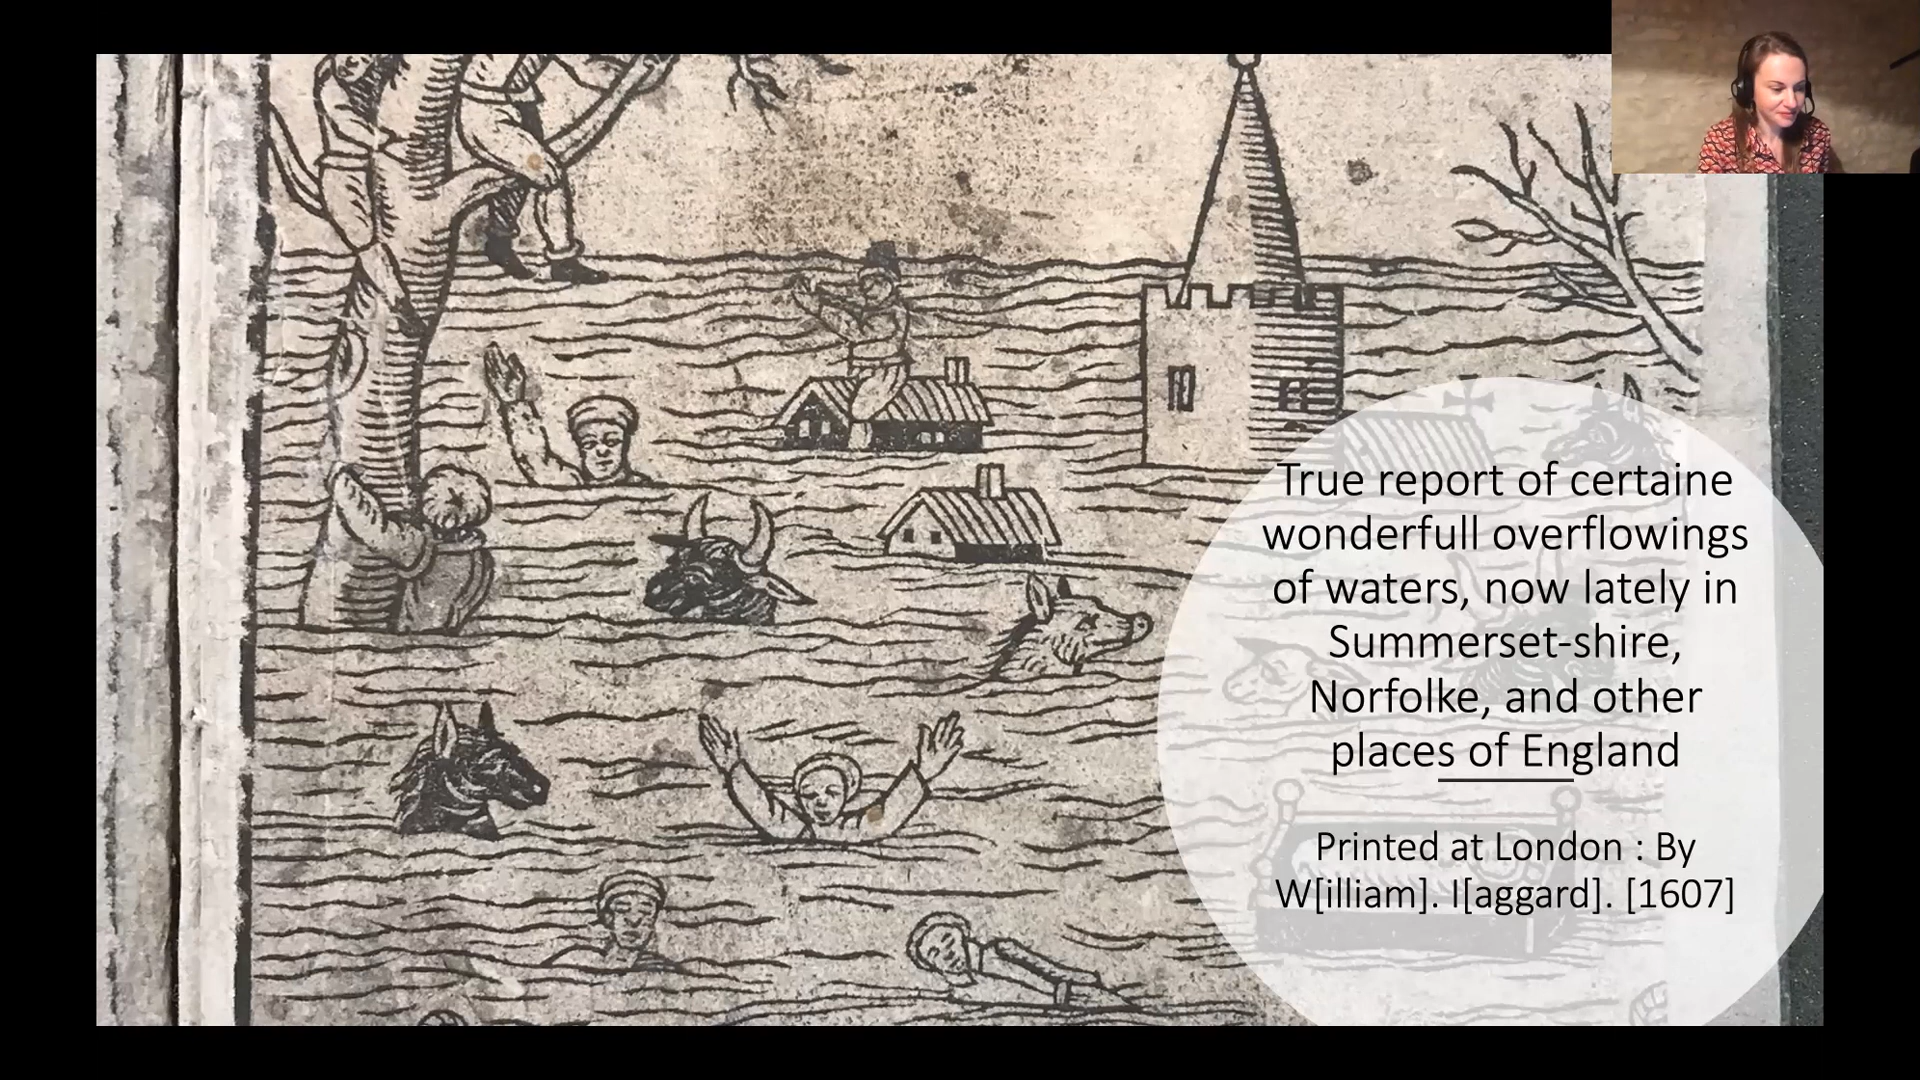 True report of certaine
wonderfull overflowings
of waters, now lately in
Summerset-shire,
Norfolke, and other
places of England
Printed at London : By
W[illiam]. I[aggard]. [1607]